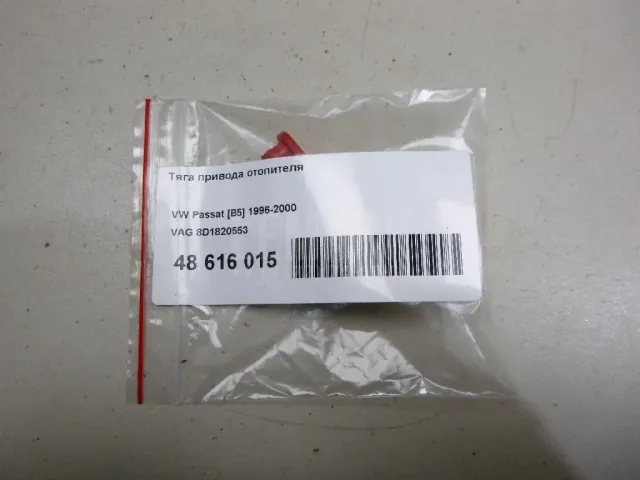 Тяга привода отопителя
VW Passat [B5] 1996-2000
VAG 8D1820553
48 616 015